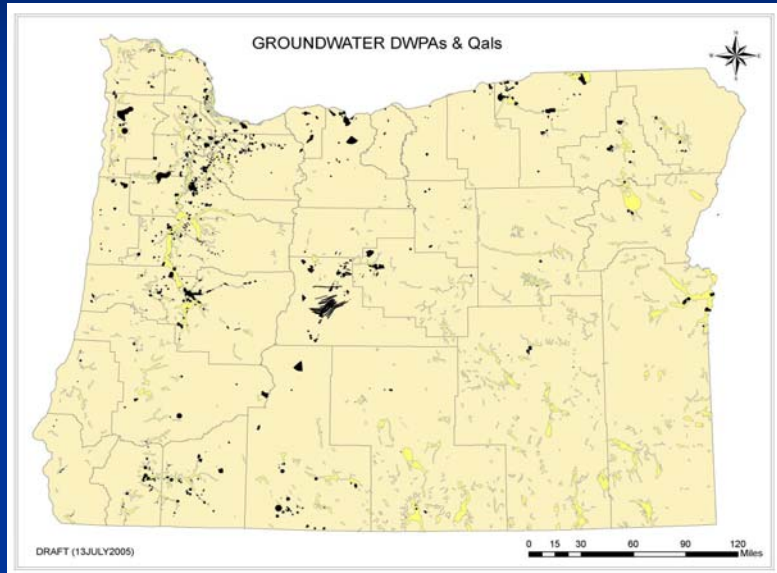 GROUNDWATER DWPAs & Qals
N
W E
S
DRAFT (13JULY2005)
0 15 30 60 90 120
Miles